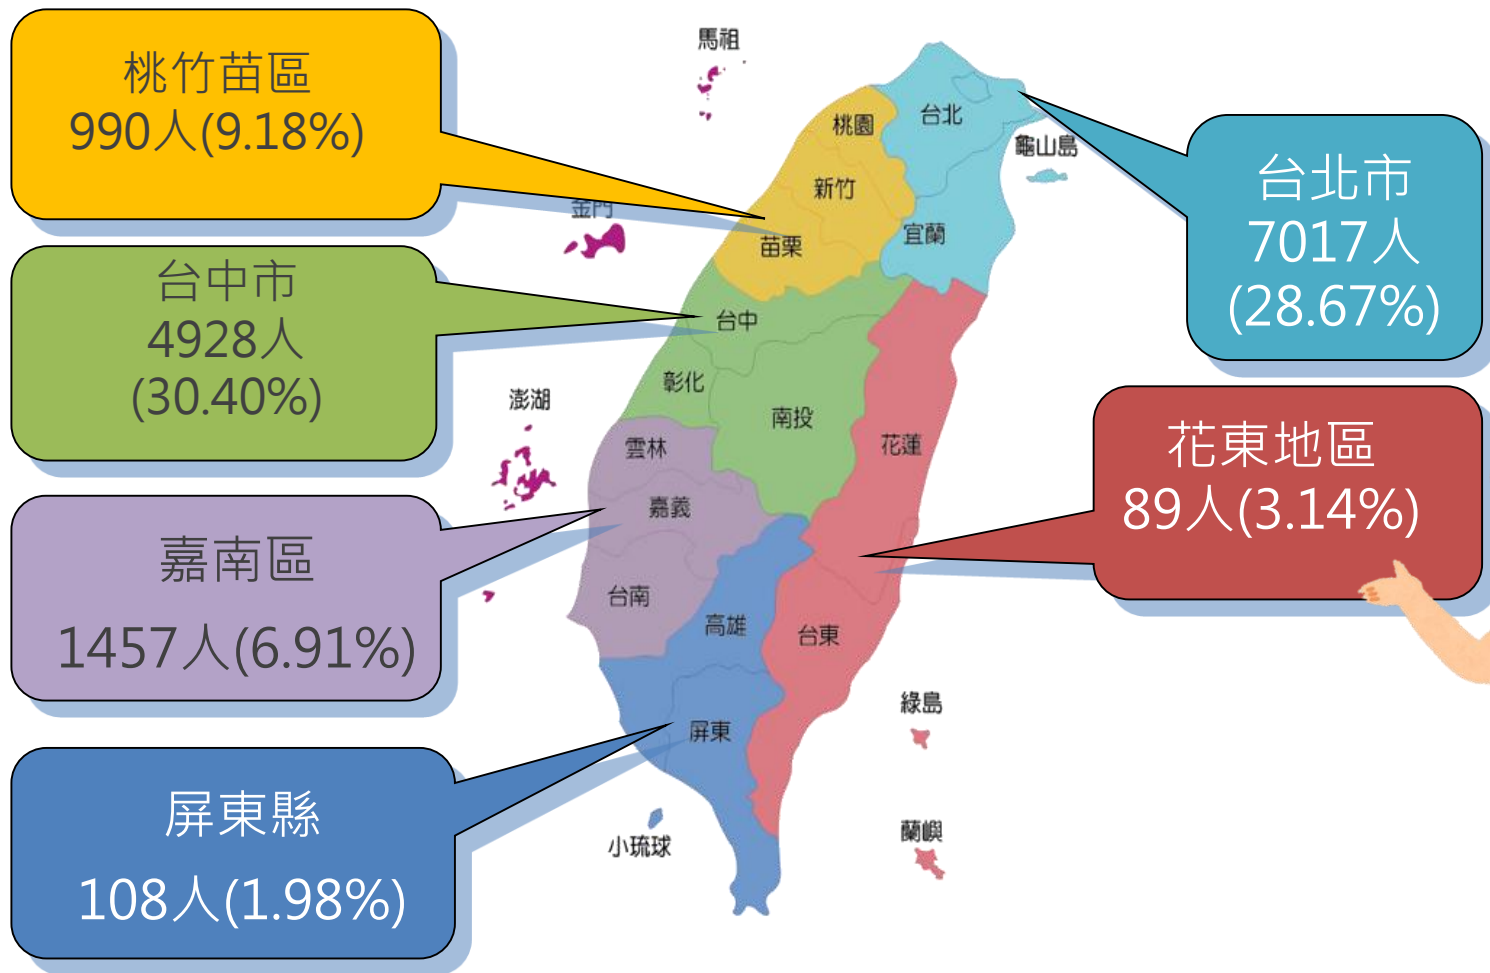 桃竹苗區
990人(9.18%)
台中市
4928人
(30.40%)
嘉南區
1457人(6.91%)
屏東縣
108人(1.98%)
馬祖
金門
澎湖
小琉球
桃園
台北
新竹
宜蘭
苗栗
台中
彰化
南投
雲林
花蓮
嘉義
台南
高雄
台東
屏東
龜山島
綠島
蘭嶼
台北市
7017人
(28.67%)
花東地區
89人(3.14%)